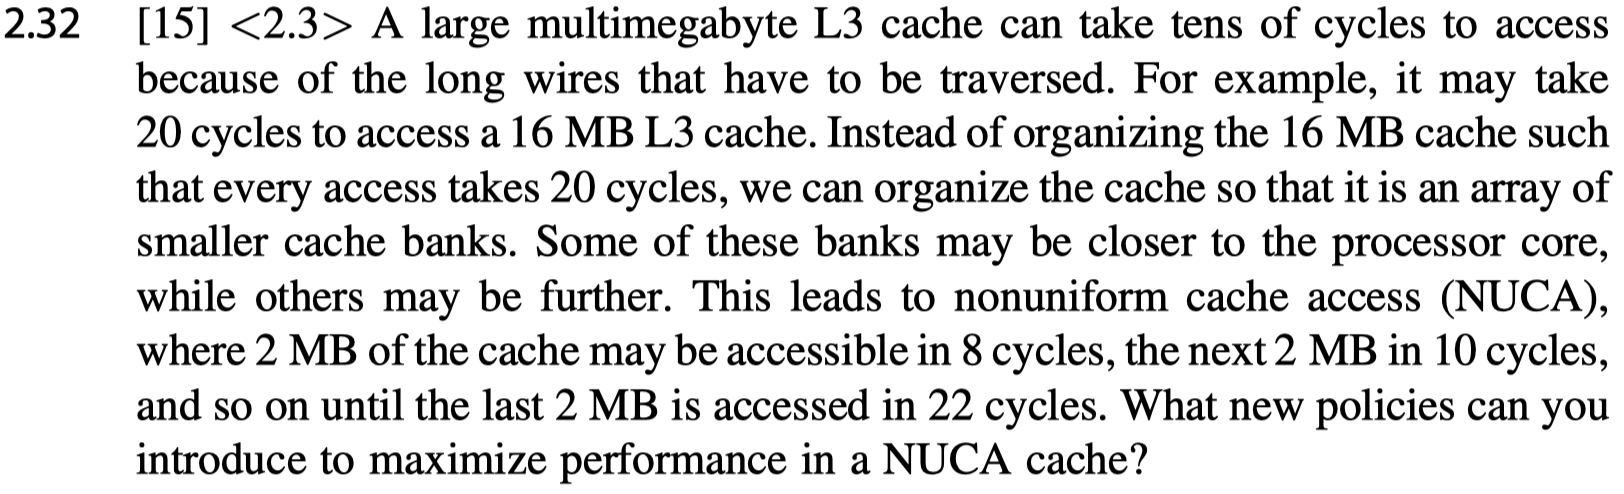 2.32 [15] <2.3> A large multimegabyte L3 cache can take tens of cycles to access
because of the long wires that have to be traversed. For example, it may take
20 cycles to access a 16 MB L3 cache. Instead of organizing the 16 MB cache such
that every access takes 20 cycles, we can organize the cache so that it is an array of
smaller cache banks. Some of these banks may be closer to the processor core,
while others may be further. This leads to nonuniform cache access (NUCA),
where 2 MB of the cache may be accessible in 8 cycles, the next 2 MB in 10 cycles,
and so on until the last 2 MB is accessed in 22 cycles. What new policies can you
introduce to maximize performance in a NUCA cache?